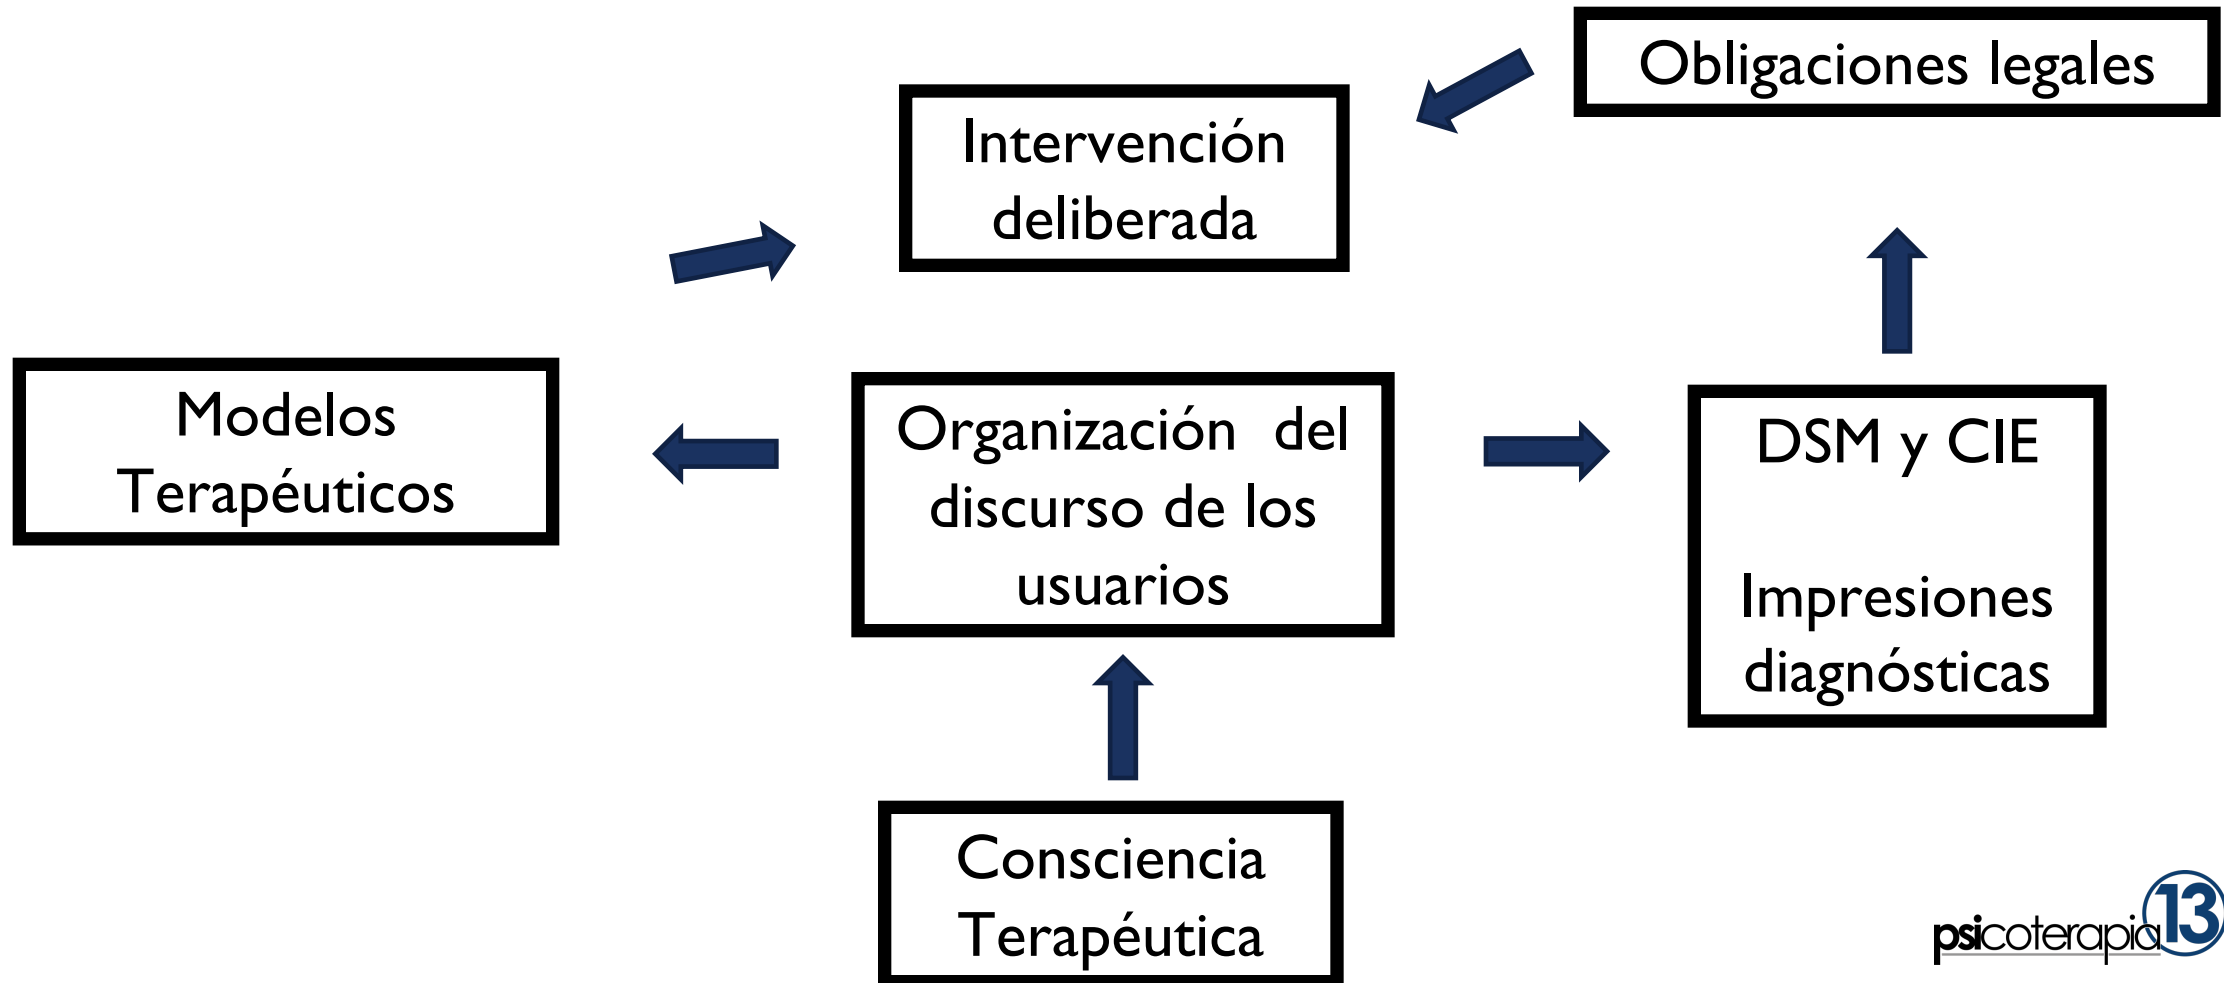 Obligaciones legales
Intervención
deliberada
Modelos
Terapéuticos
Organización del
discurso de los
usuarios
DSM y CIE
Impresiones
diagnósticas
Consciencia
Terapéutica
psicoterapia 13